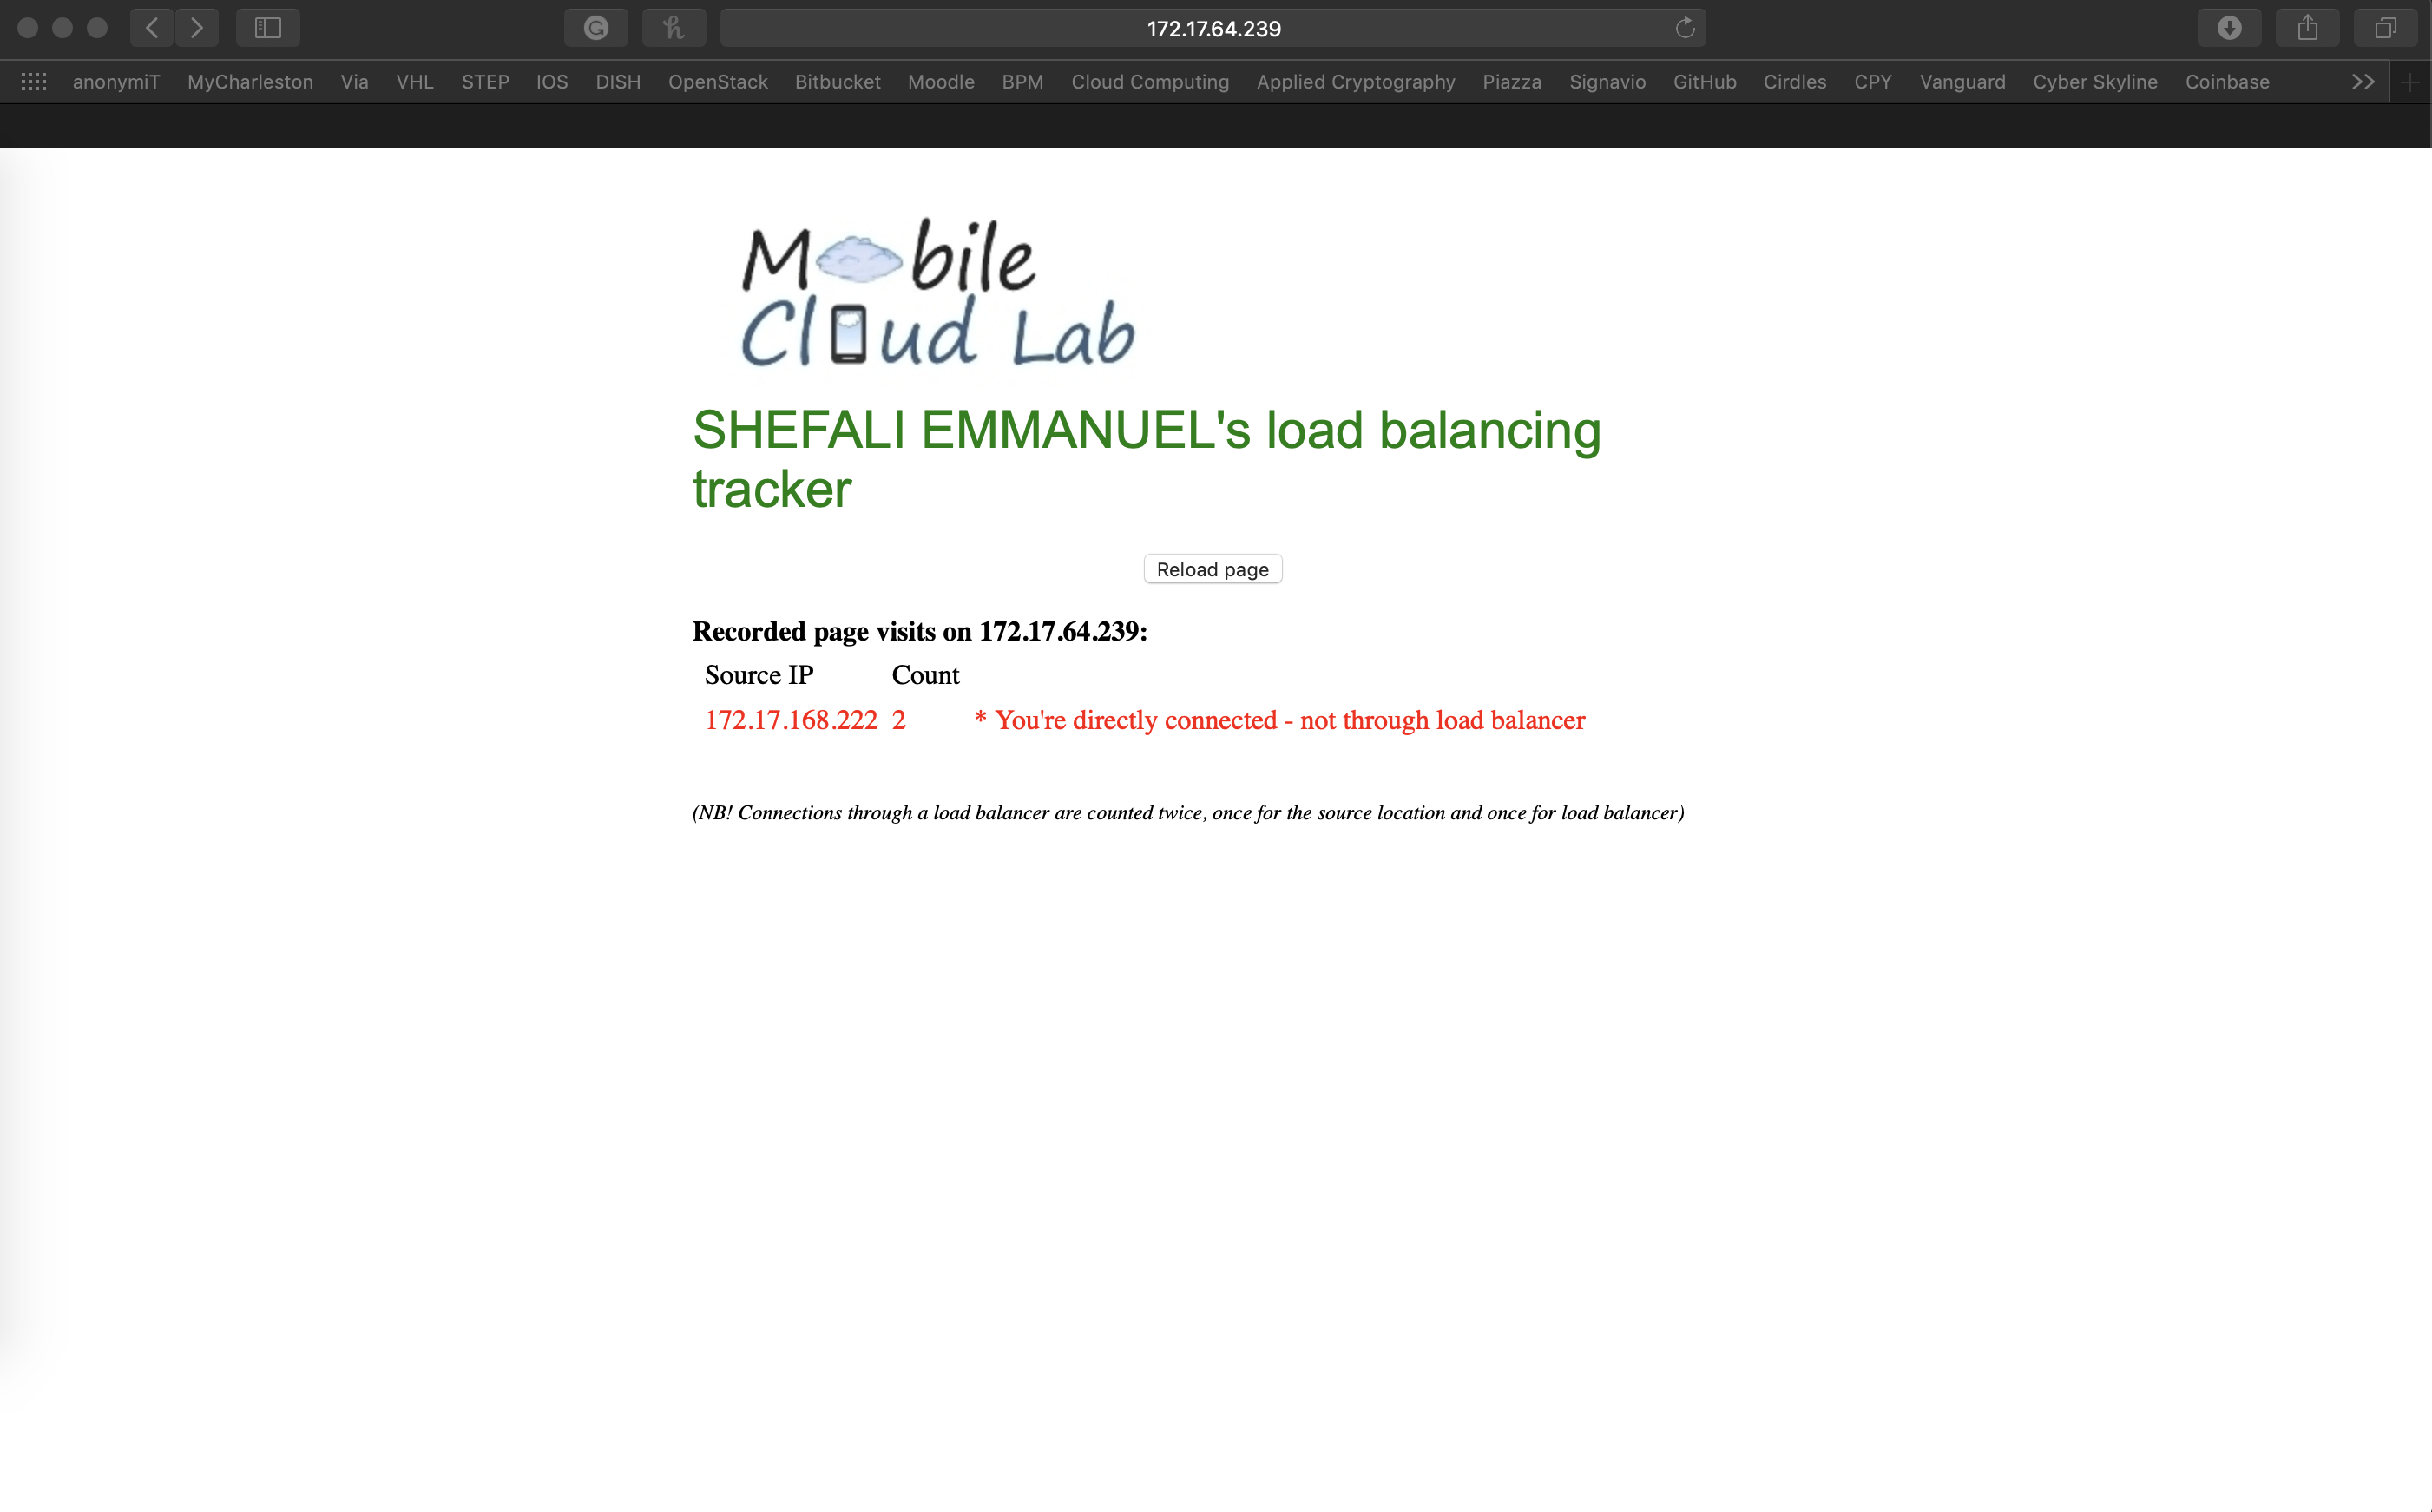 172.17.64.239
anonymiT MyCharleston Via VHL STEP IOS DISH OpenStack Bitbucket Moodle BPM Cloud Computing Applied Cryptography Piazza Signavio GitHub Cirdles CPY Vanguard Cyber Skyline Coinbase
Mobile
Cloud Lab
SHEFALI EMMANUEL's load balancing
tracker
Reload page
Recorded page visits on 172.17.64.239:
Source IP Count
172.17.168.222 2 * You're directly connected - not through load balancer
(NB! Connections through a load balancer are counted twice, once for the source location and once for load balancer)